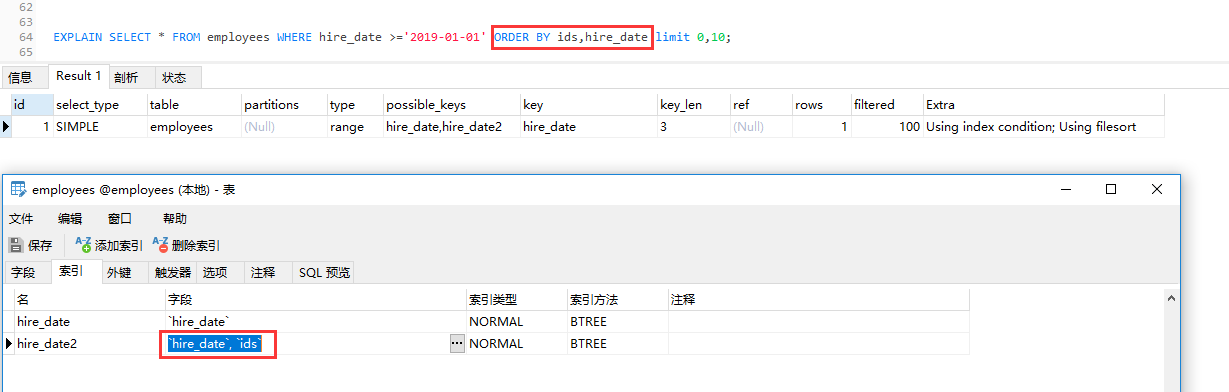 62
63
64 EXPLAIN SELECT * FROM employees WHERE hire_date >='2019-01-01' ORDER BY ids,hire_date limit 0,10;
65
信息 Result 1 剖析 状态
id select_type table partitions type possible_keys key key_len ref rows filtered Extra
1 SIMPLE employees (Null) range hire_date,hire_date2 hire_date 3 (Null) 1 100 Using index condition; Using filesort
employees @employees (本地) - 表
文件 编辑 窗口 帮助
保存 添加索引 删除索引
字段 索引 外键 触发器 选项 注释 SQL 预览
名 字段 索引类型 索引方法 注释
hire_date `hire_date` NORMAL BTREE
hire_date2 `hire_date`, `ids` ... NORMAL BTREE